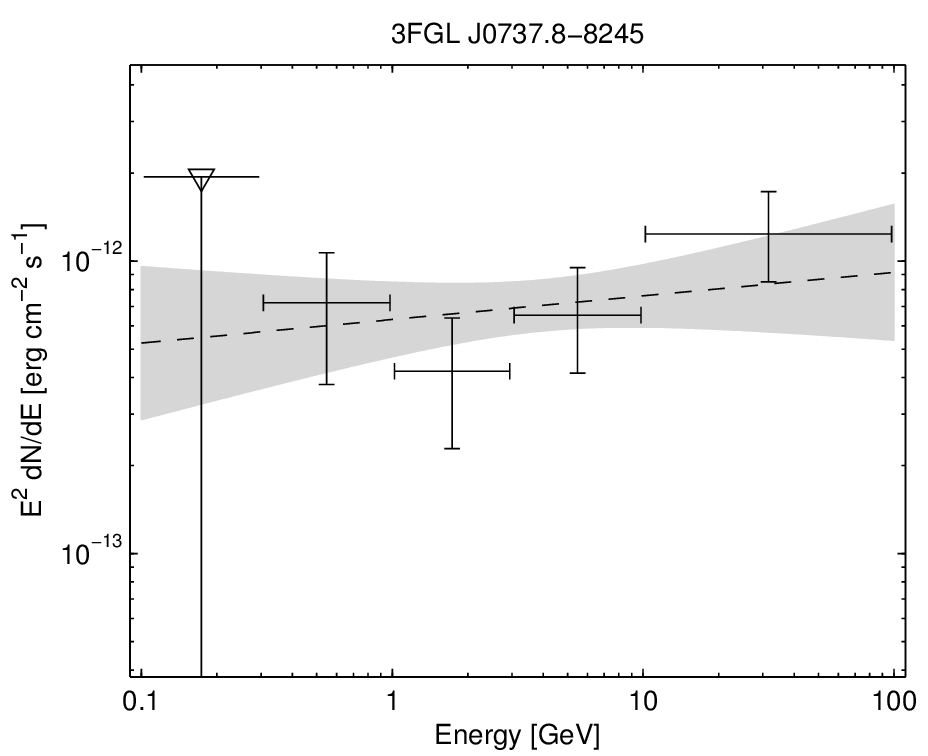 3FGL J0737.8−8245
E² dN/dE [erg cm⁻² s⁻¹]
10⁻¹²
10⁻¹³
0.1 1 10 100
Energy [GeV]